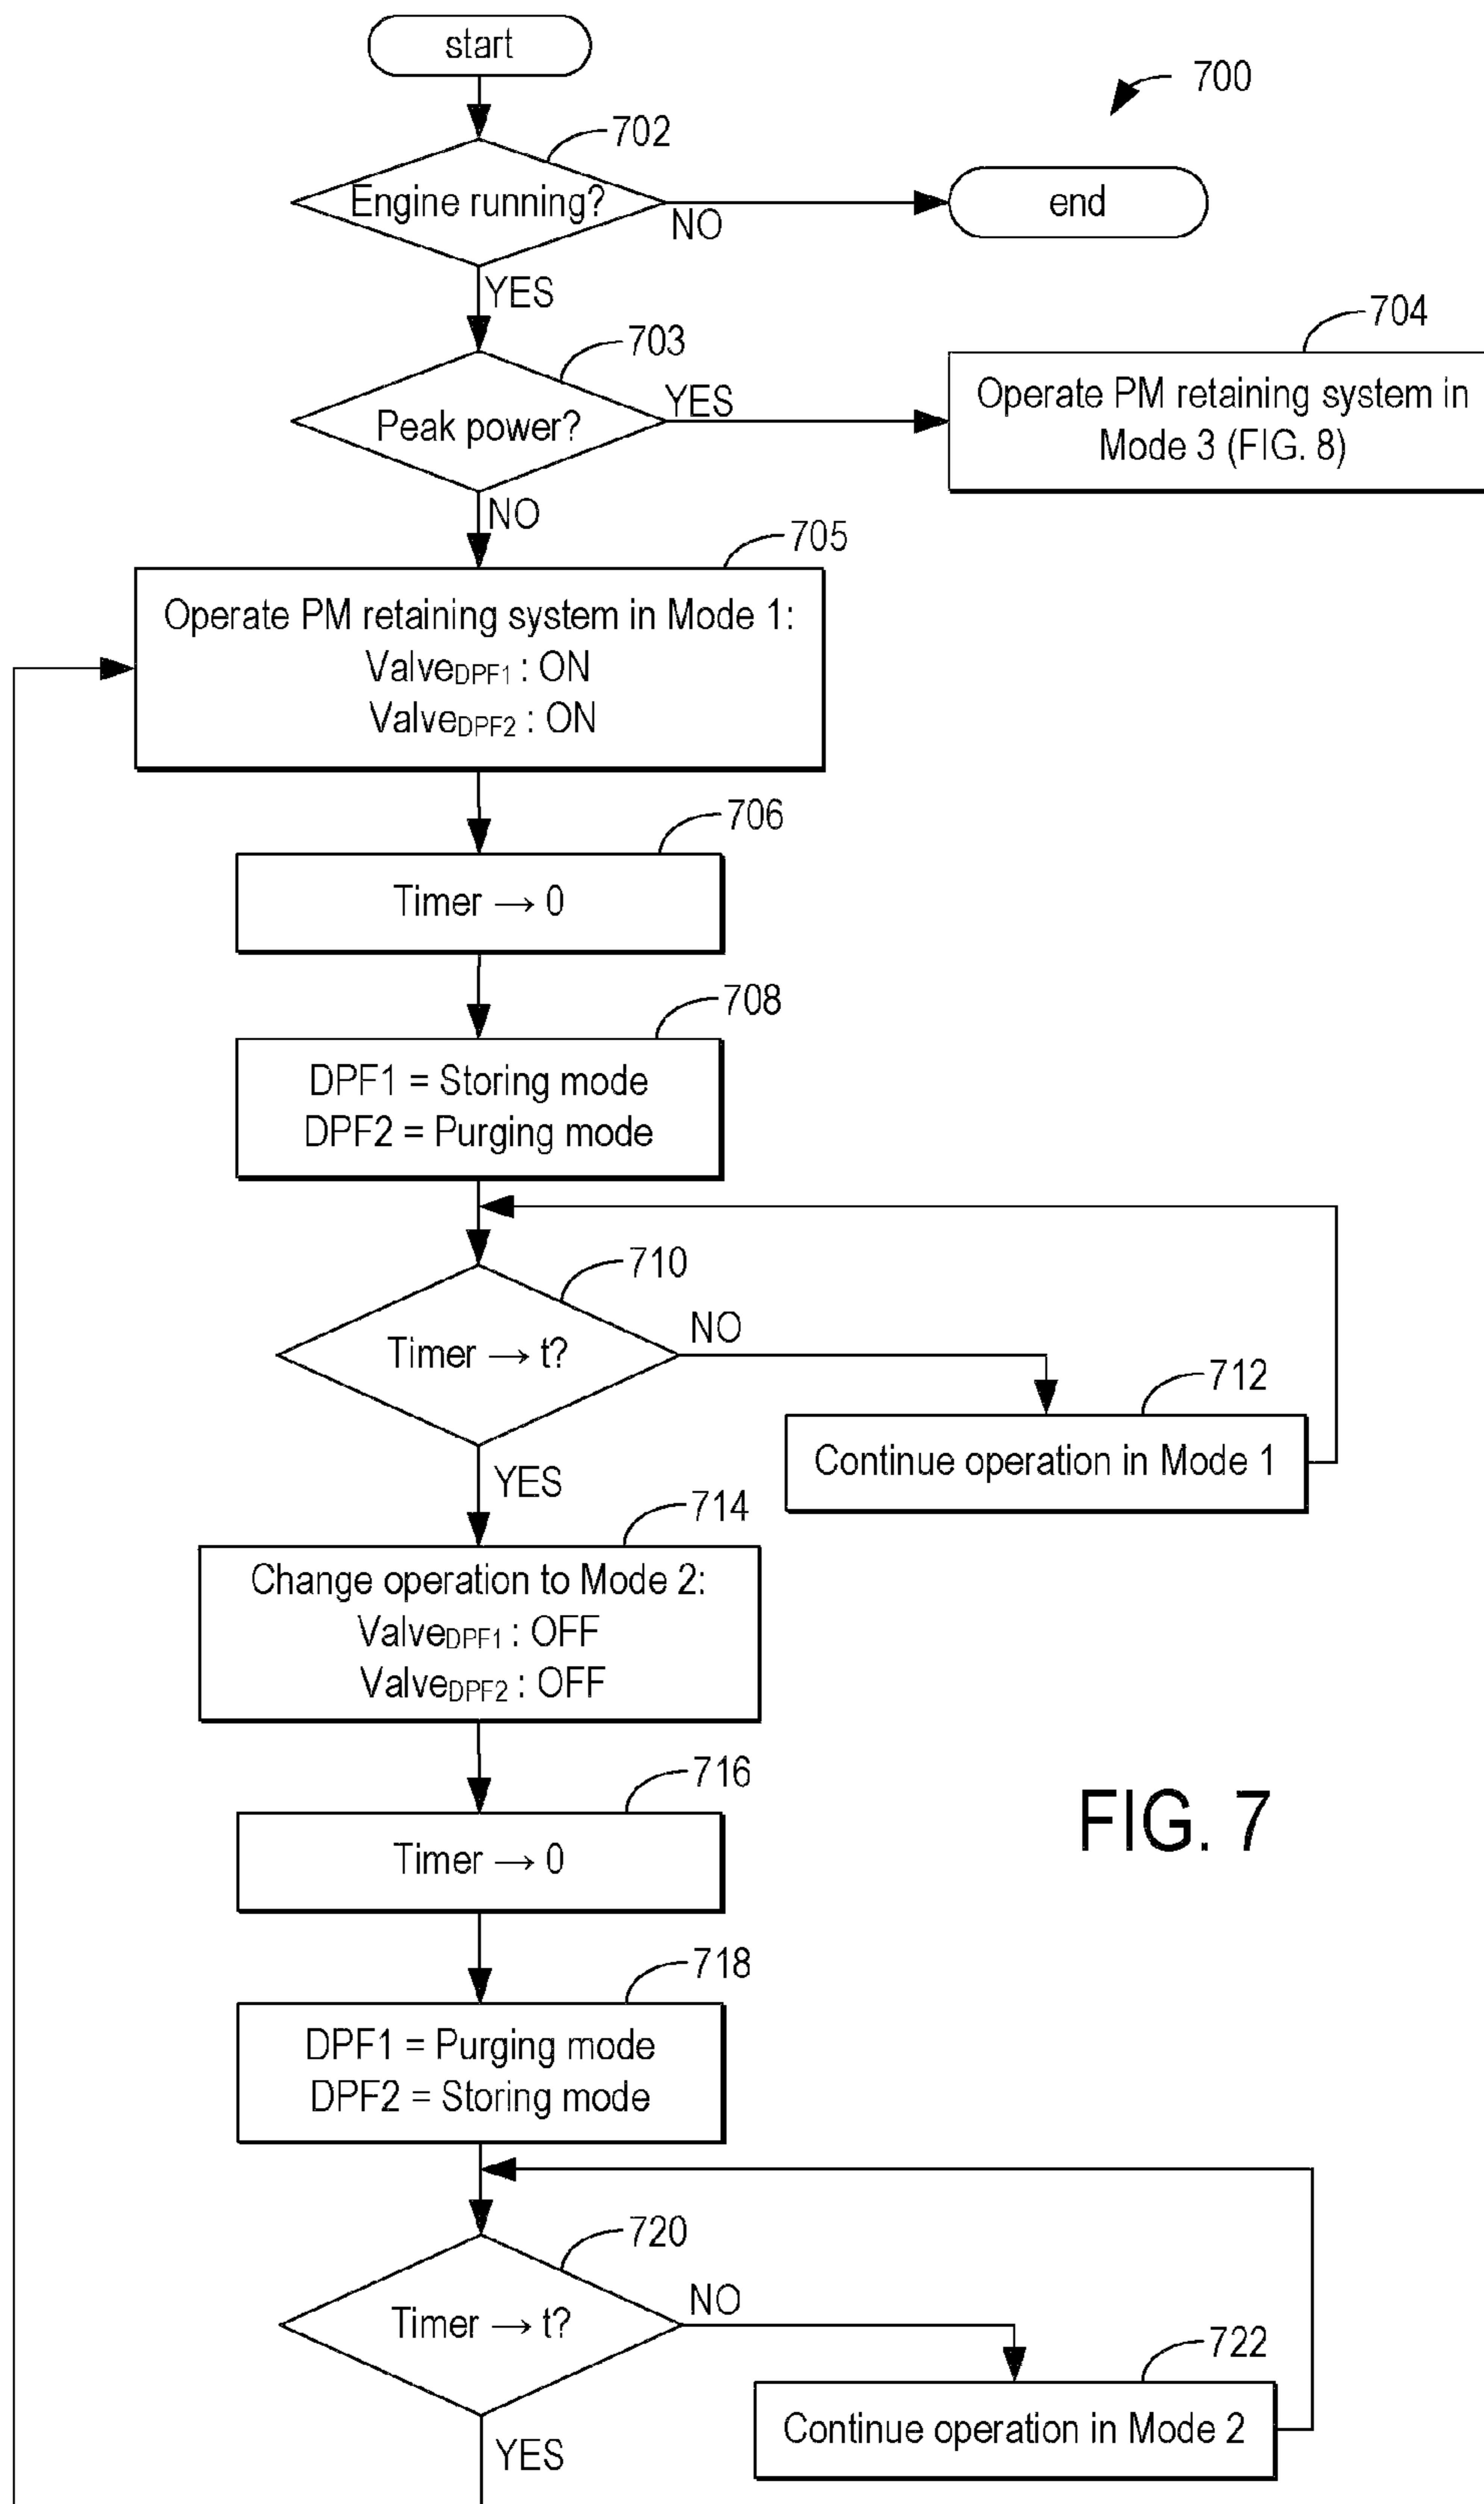 start
700
702
Engine running?
NO
end
YES
703
704
Peak power?
YES
Operate PM retaining system in
Mode 3 (FIG. 8)
NO
705
Operate PM retaining system in Mode 1:
ValveDPF1 : ON
ValveDPF2 : ON
706
Timer → 0
708
DPF1 = Storing mode
DPF2 = Purging mode
710
Timer → t?
NO
712
Continue operation in Mode 1
YES
714
Change operation to Mode 2:
ValveDPF1 : OFF
ValveDPF2 : OFF
716
Timer → 0
FIG. 7
718
DPF1 = Purging mode
DPF2 = Storing mode
720
Timer → t?
NO
722
Continue operation in Mode 2
YES